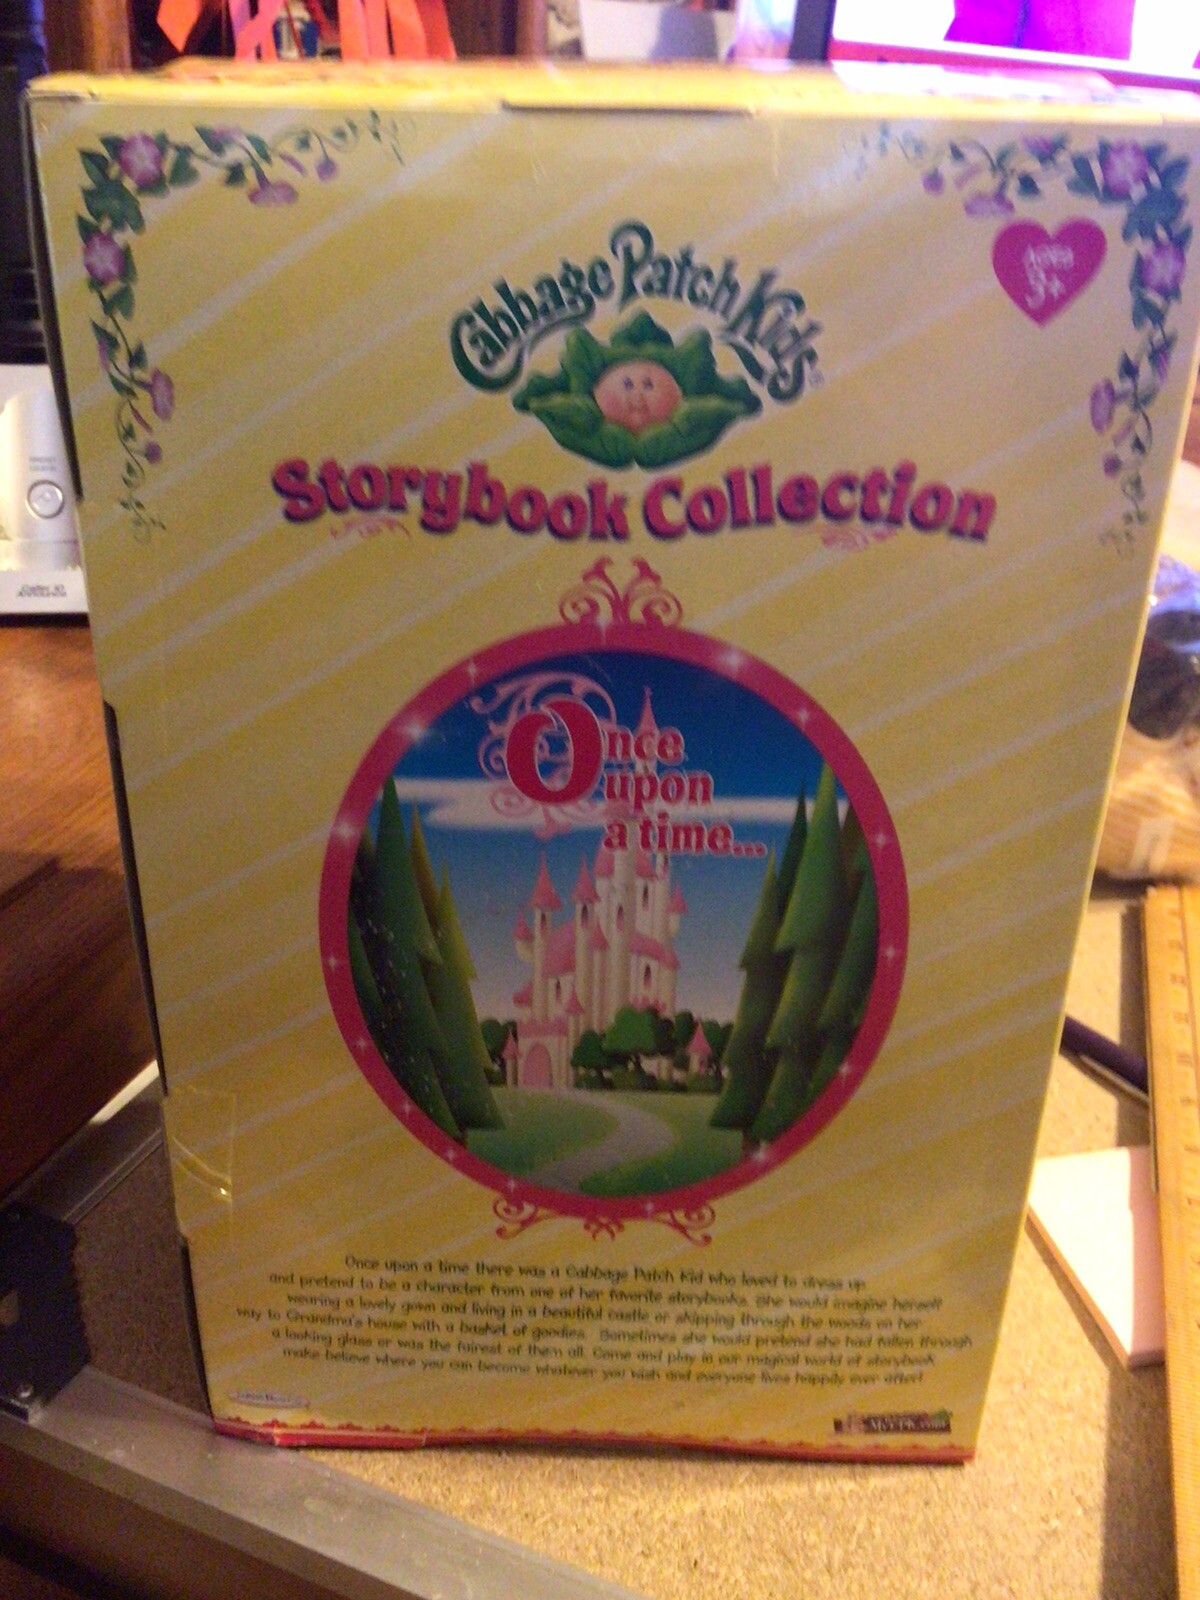 Cabbage Patch Kids
AGES
3+
Storybook Collection
Once
upon
a time...
Once upon a time there was a Cabbage Patch Kid who loved to dress up
and pretend to be a character from one of her favorite storybooks. She would imagine herself
wearing a lovely gown and living in a beautiful castle or skipping through the woods on her
way to Grandma's house with a basket of goodies. Sometimes she would pretend she had fallen through
a looking glass or was the fairest of them all. Come and play in our magical world of storybook
make believe where you can become whatever you wish and everyone lives happily ever after!
Caller ID
Announce